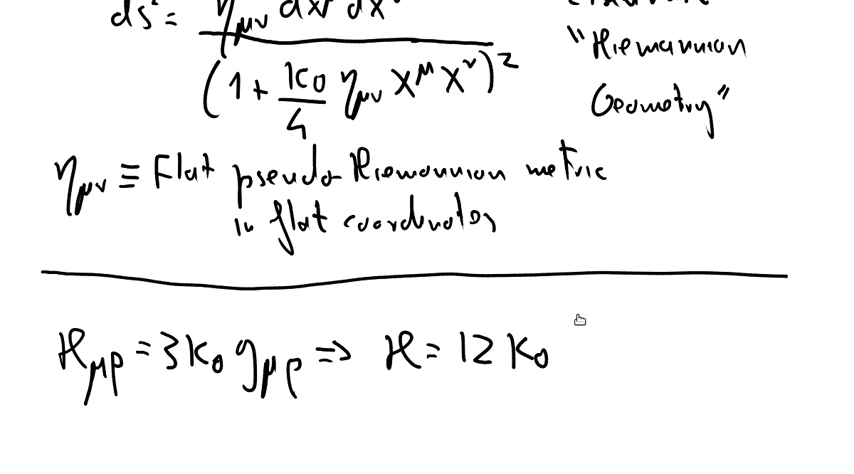 ds² = η_μν dx^μ dx^ν
"Riemannian
(1 + K₀/4 η_μν x^μ x^ν)²
Geometry"
η_μν ≡ Flat pseudo Riemannian metric
in flat coordinates
R_μρ = 3K₀ g_μρ => R = 12 K₀